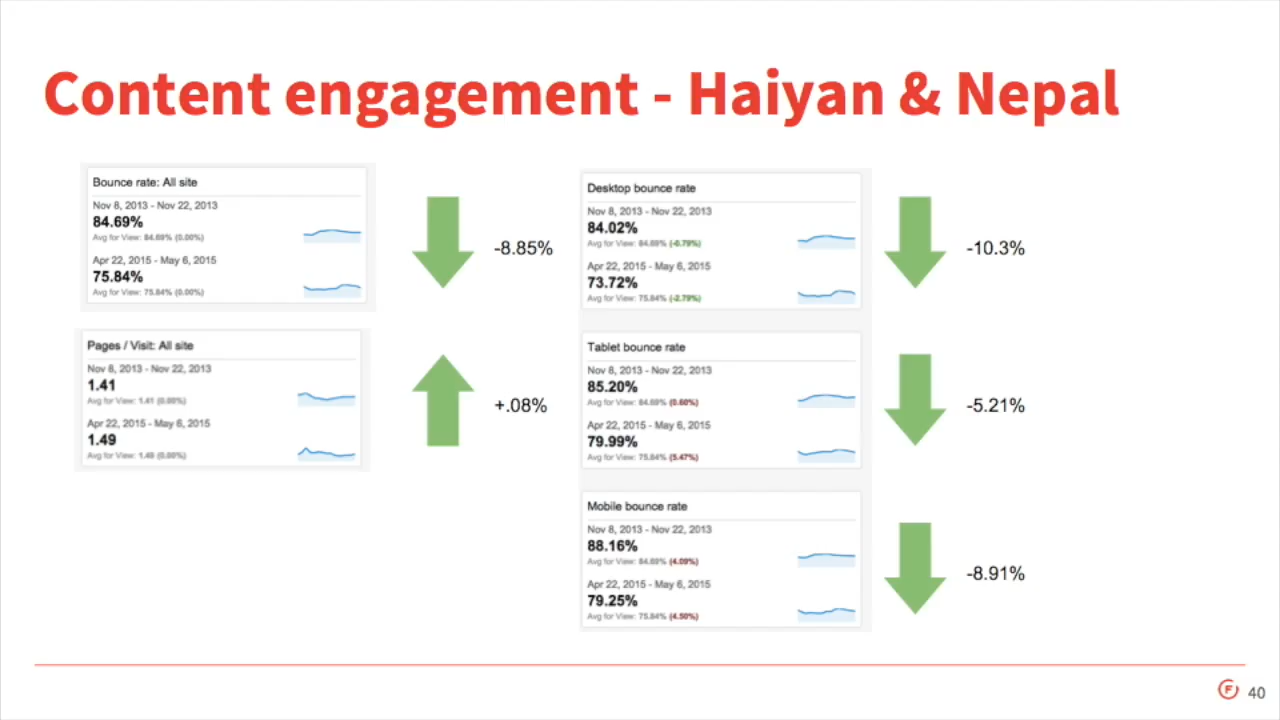 Content engagement - Haiyan & Nepal
Bounce rate: All site
Nov 8, 2013 - Nov 22, 2013
84.69%
Avg for View: 84.69% (0.00%)
Apr 22, 2015 - May 6, 2015
75.84%
Avg for View: 75.84% (0.00%)
-8.85%
Pages / Visit: All site
Nov 8, 2013 - Nov 22, 2013
1.41
Avg for View: 1.41 (0.00%)
Apr 22, 2015 - May 6, 2015
1.49
Avg for View: 1.49 (0.00%)
+.08%
Desktop bounce rate
Nov 8, 2013 - Nov 22, 2013
84.02%
Avg for View: 84.69% (-0.79%)
Apr 22, 2015 - May 6, 2015
73.72%
Avg for View: 75.84% (-2.79%)
-10.3%
Tablet bounce rate
Nov 8, 2013 - Nov 22, 2013
85.20%
Avg for View: 84.69% (0.60%)
Apr 22, 2015 - May 6, 2015
79.99%
Avg for View: 75.84% (5.47%)
-5.21%
Mobile bounce rate
Nov 8, 2013 - Nov 22, 2013
88.16%
Avg for View: 84.69% (4.09%)
Apr 22, 2015 - May 6, 2015
79.25%
Avg for View: 75.84% (4.50%)
-8.91%
F 40